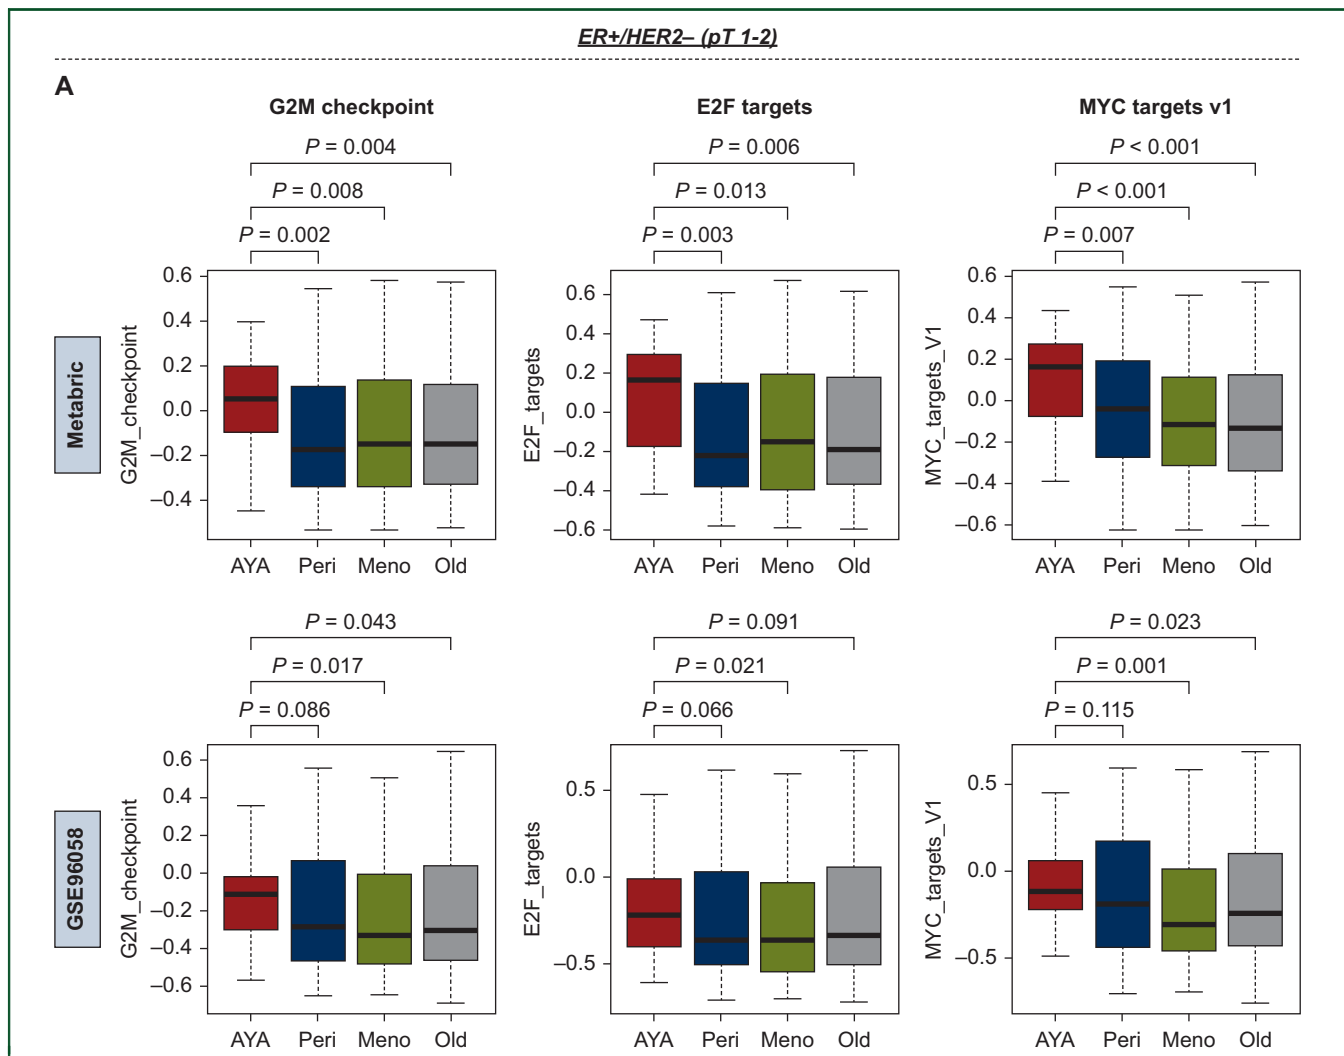 ER+/HER2– (pT 1-2)
A
G2M checkpoint
E2F targets
MYC targets v1
Metabric
P = 0.004
P = 0.008
P = 0.002
G2M_checkpoint
0.6
0.4
0.2
0.0
–0.2
–0.4
AYA Peri Meno Old
P = 0.006
P = 0.013
P = 0.003
E2F_targets
0.6
0.4
0.2
0.0
–0.2
–0.4
–0.6
AYA Peri Meno Old
P < 0.001
P < 0.001
P = 0.007
MYC_targets_V1
0.6
0.4
0.2
0.0
–0.2
–0.4
–0.6
AYA Peri Meno Old
GSE96058
P = 0.043
P = 0.017
P = 0.086
G2M_checkpoint
0.6
0.4
0.2
0.0
–0.2
–0.4
–0.6
AYA Peri Meno Old
P = 0.091
P = 0.021
P = 0.066
E2F_targets
0.5
0.0
–0.5
AYA Peri Meno Old
P = 0.023
P = 0.001
P = 0.115
MYC_targets_V1
0.5
0.0
–0.5
AYA Peri Meno Old